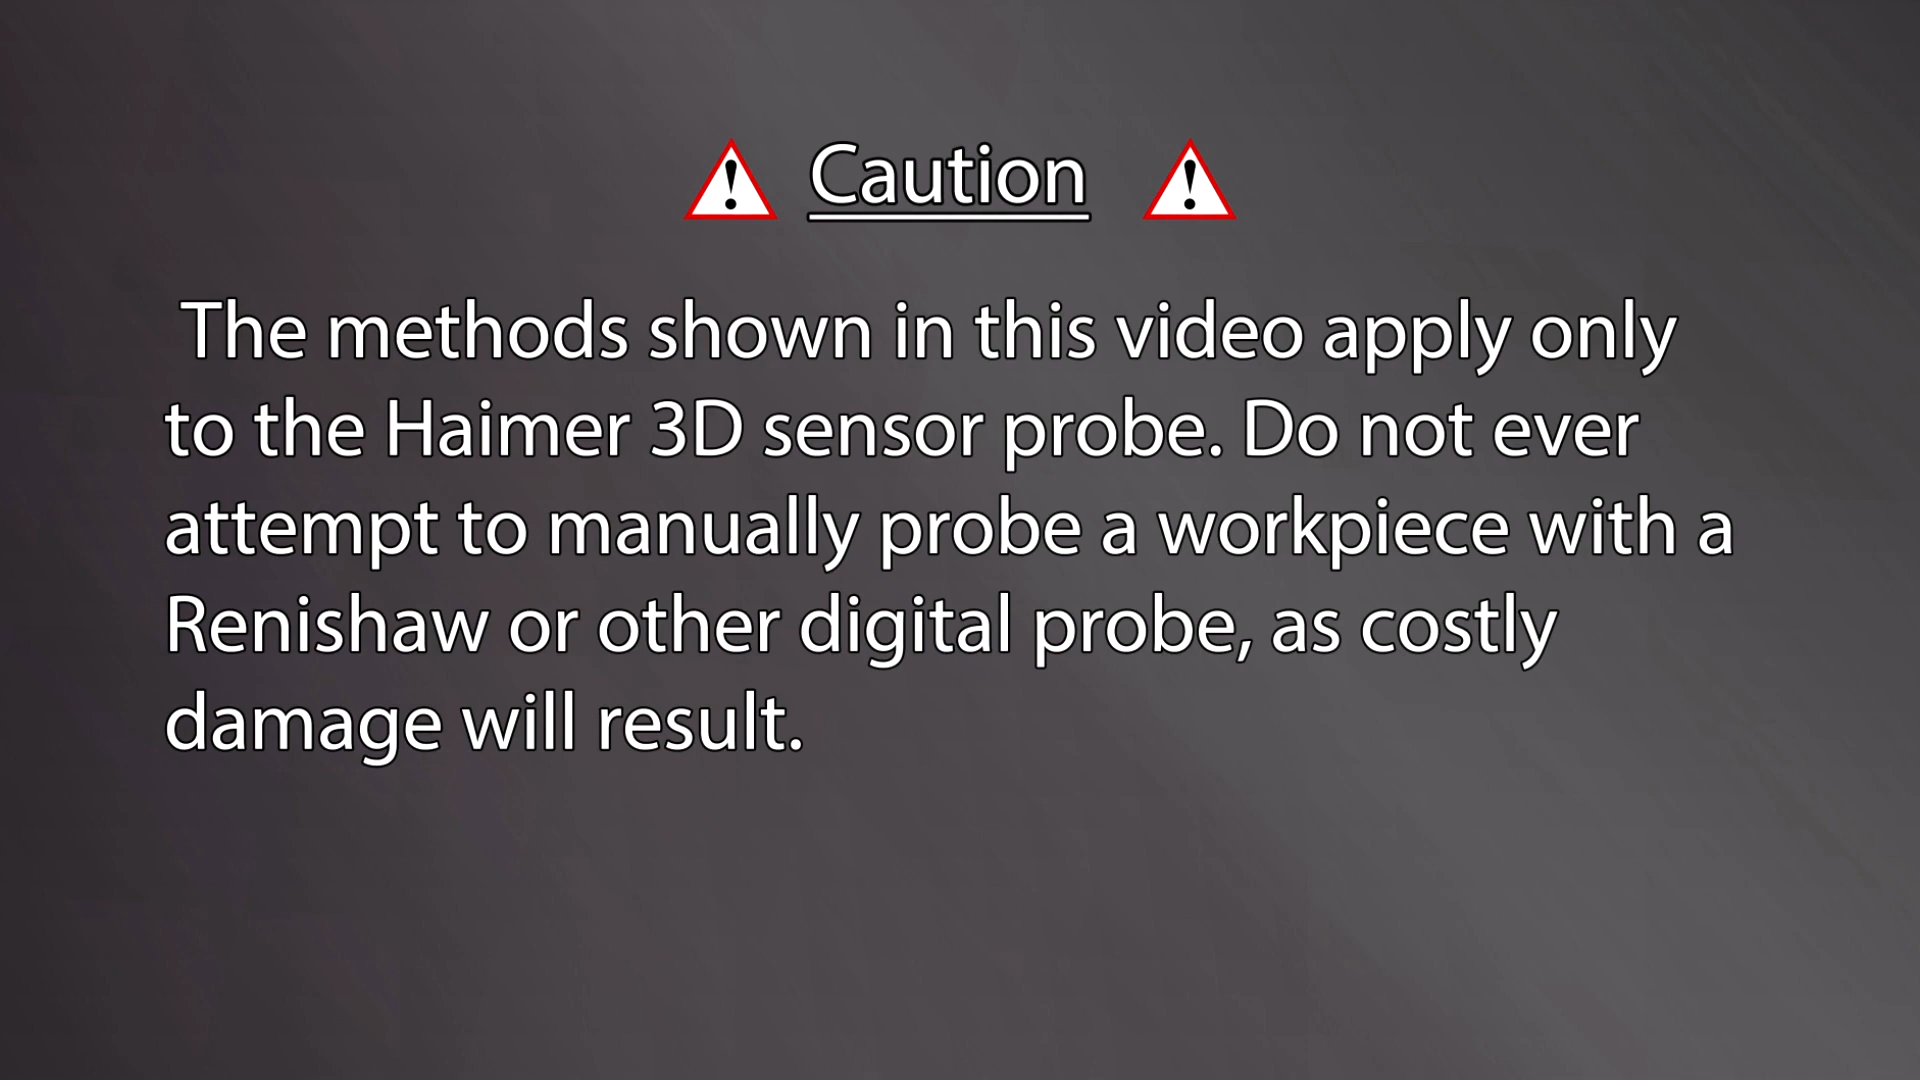 Caution
The methods shown in this video apply only
to the Haimer 3D sensor probe. Do not ever
attempt to manually probe a workpiece with a
Renishaw or other digital probe, as costly
damage will result.